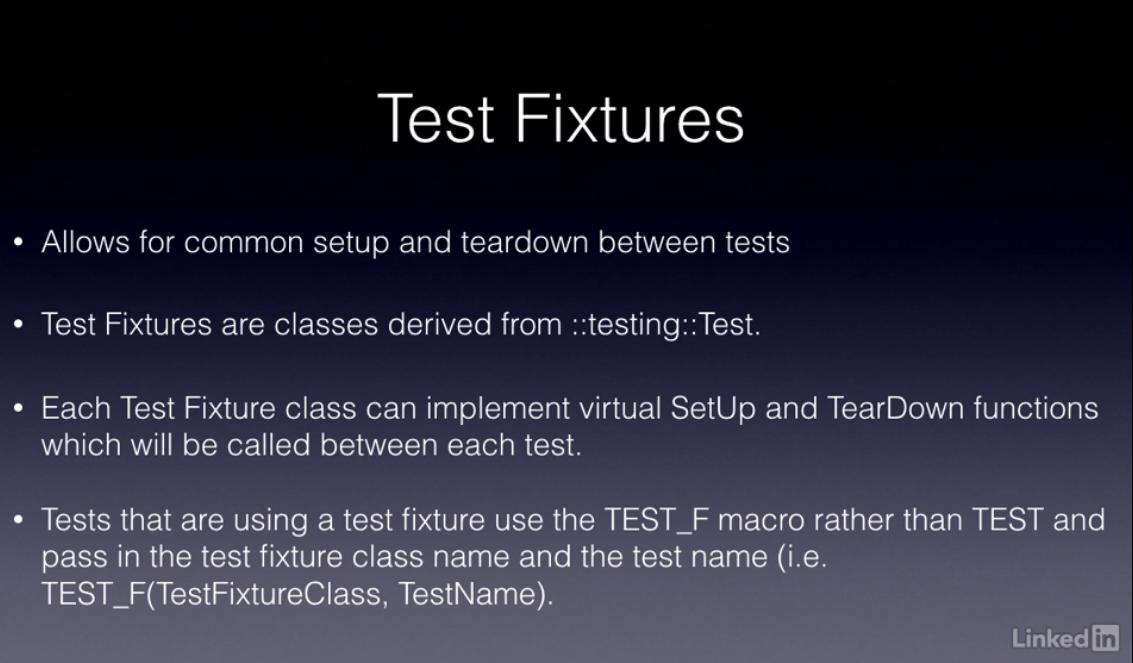 Test Fixtures
• Allows for common setup and teardown between tests
• Test Fixtures are classes derived from ::testing::Test.
• Each Test Fixture class can implement virtual SetUp and TearDown functions
which will be called between each test.
• Tests that are using a test fixture use the TEST_F macro rather than TEST and
pass in the test fixture class name and the test name (i.e.
TEST_F(TestFixtureClass, TestName).
Linked in